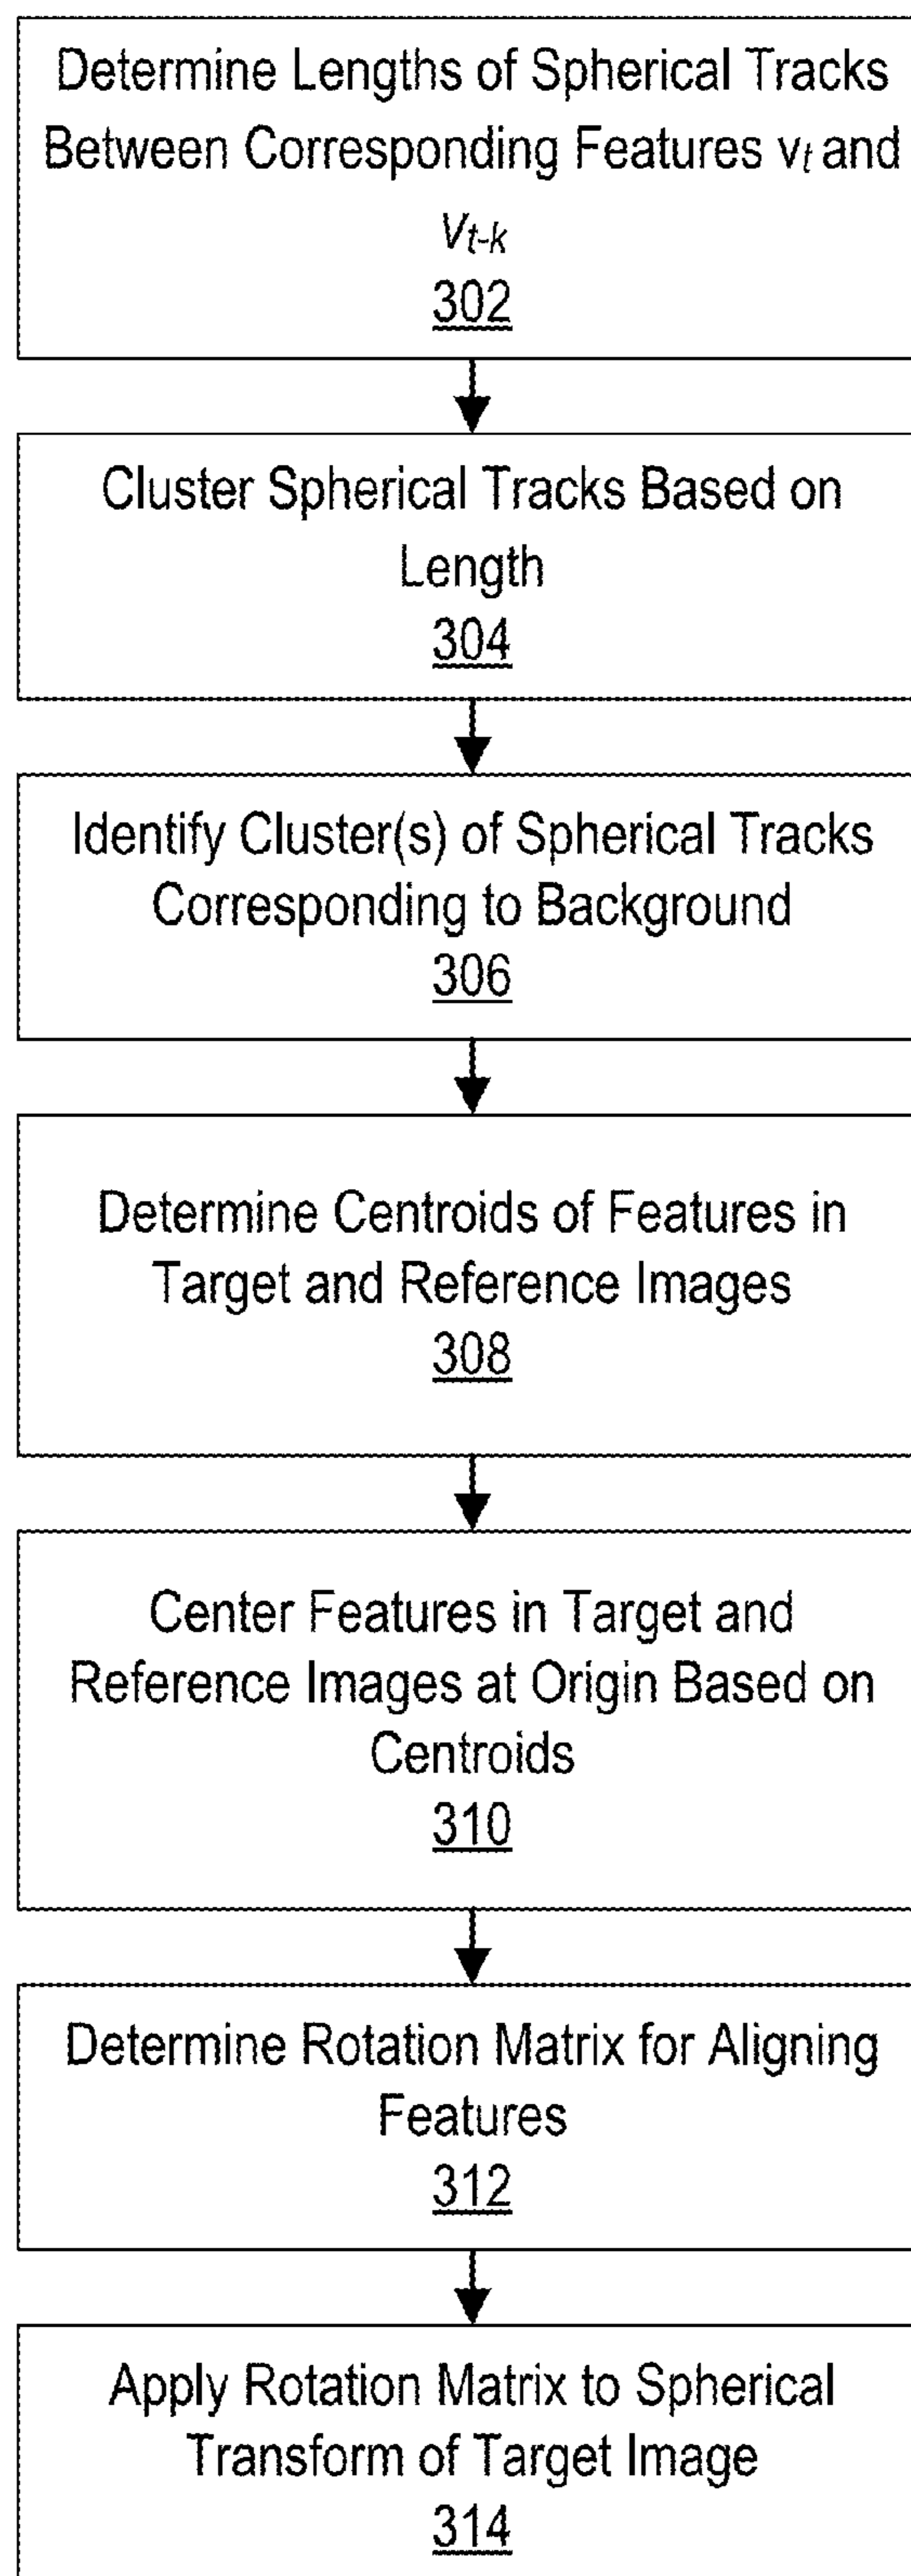 Determine Lengths of Spherical Tracks
Between Corresponding Features vt and
vt-k
302
Cluster Spherical Tracks Based on
Length
304
Identify Cluster(s) of Spherical Tracks
Corresponding to Background
306
Determine Centroids of Features in
Target and Reference Images
308
Center Features in Target and
Reference Images at Origin Based on
Centroids
310
Determine Rotation Matrix for Aligning
Features
312
Apply Rotation Matrix to Spherical
Transform of Target Image
314